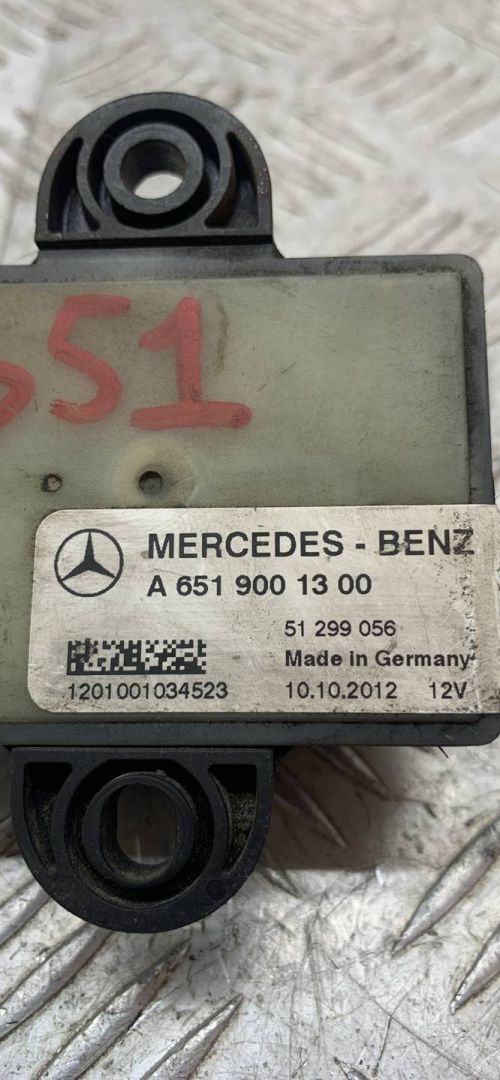 651
MERCEDES - BENZ
A 651 900 13 00
51 299 056
Made in Germany
1201001034523 10.10.2012 12V